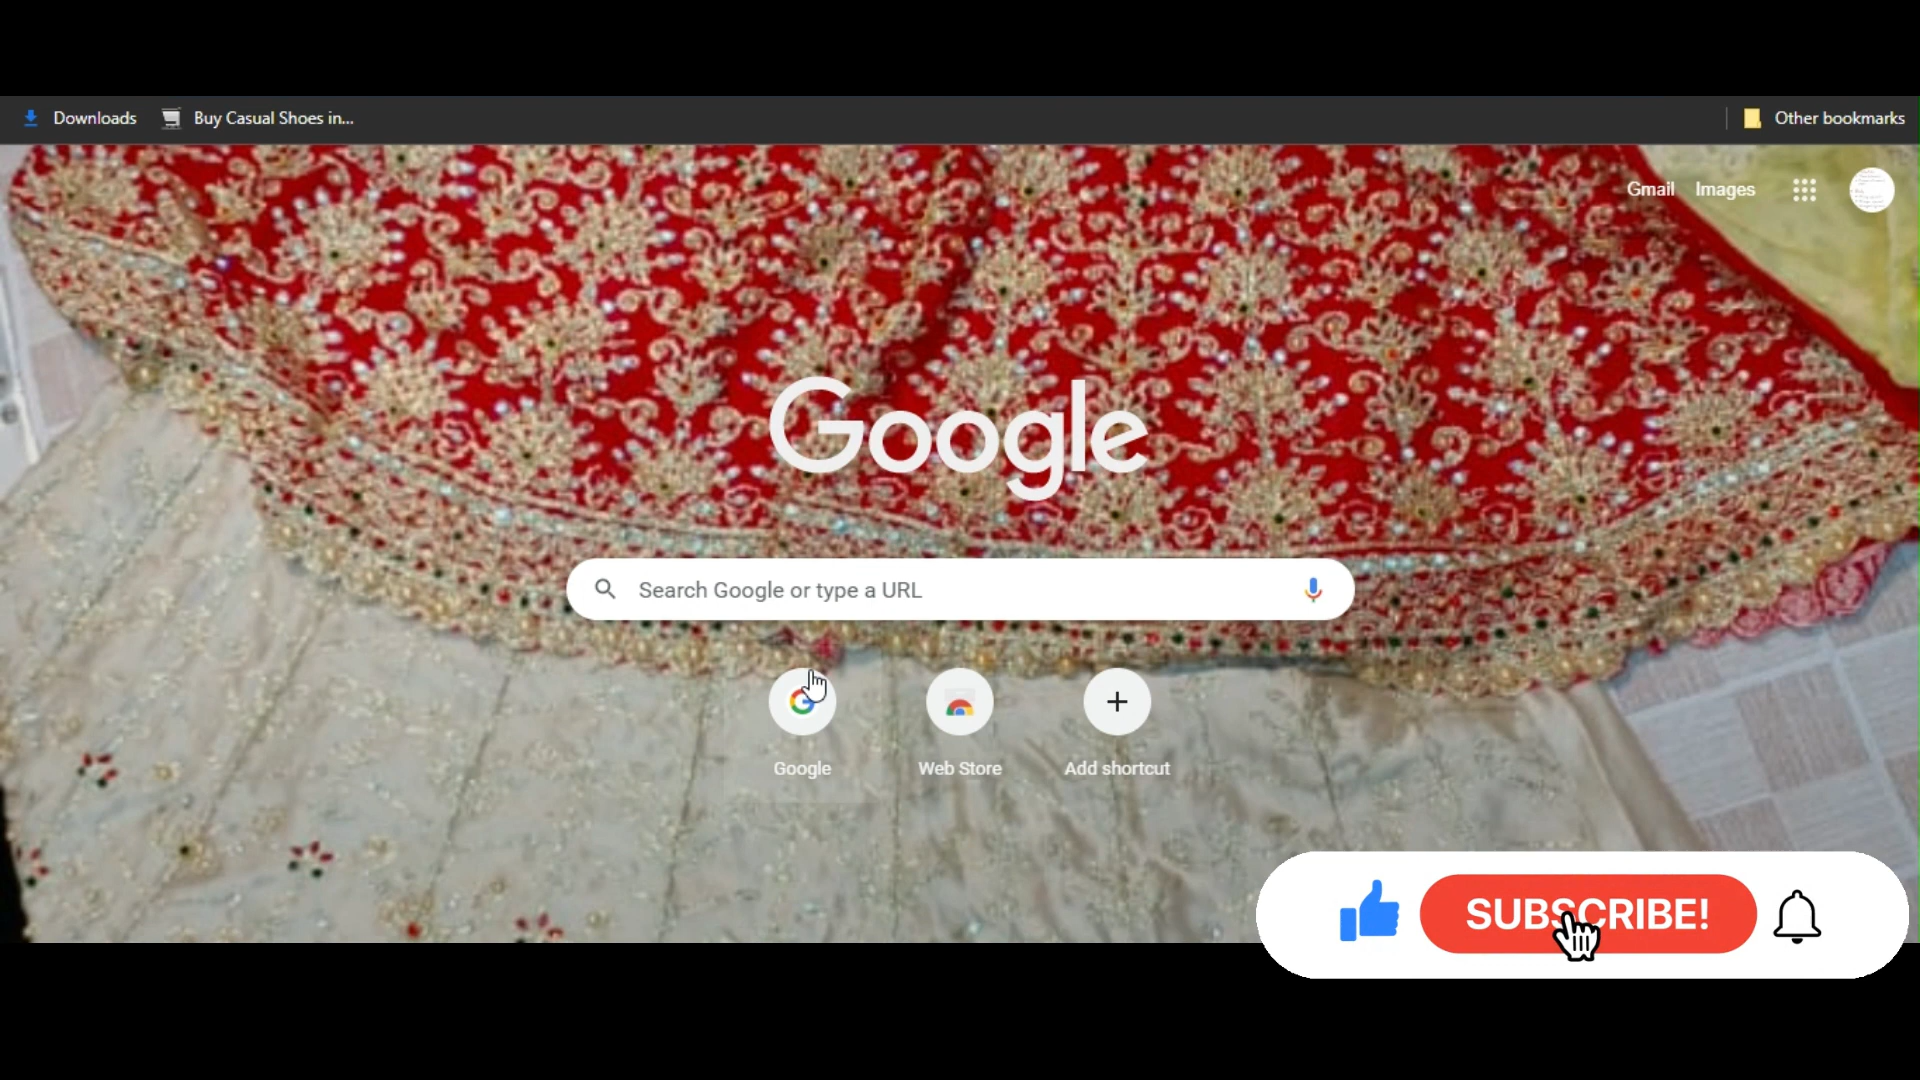 Downloads
Buy Casual Shoes in...
Other bookmarks
Gmail
Images
Google
Search Google or type a URL
Google
Web Store
Add shortcut
SUBSCRIBE!